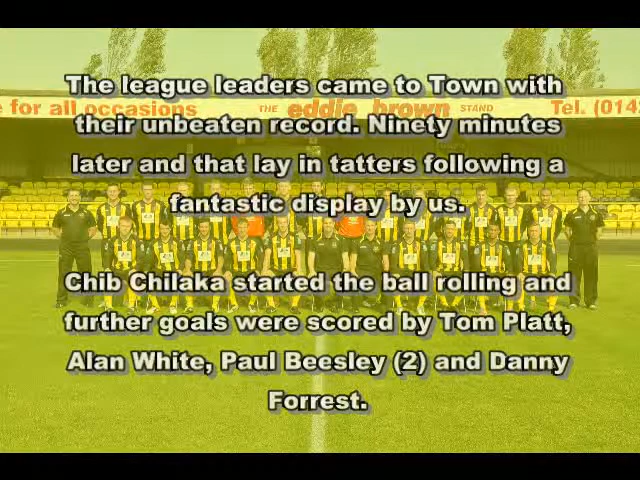 The league leaders came to Town with
e for all occasions THE eddie brown STAND Tel. (014
their unbeaten record. Ninety minutes
later and that lay in tatters following a
fantastic display by us.
Chib Chilaka started the ball rolling and
further goals were scored by Tom Platt,
Alan White, Paul Beesley (2) and Danny
Forrest.